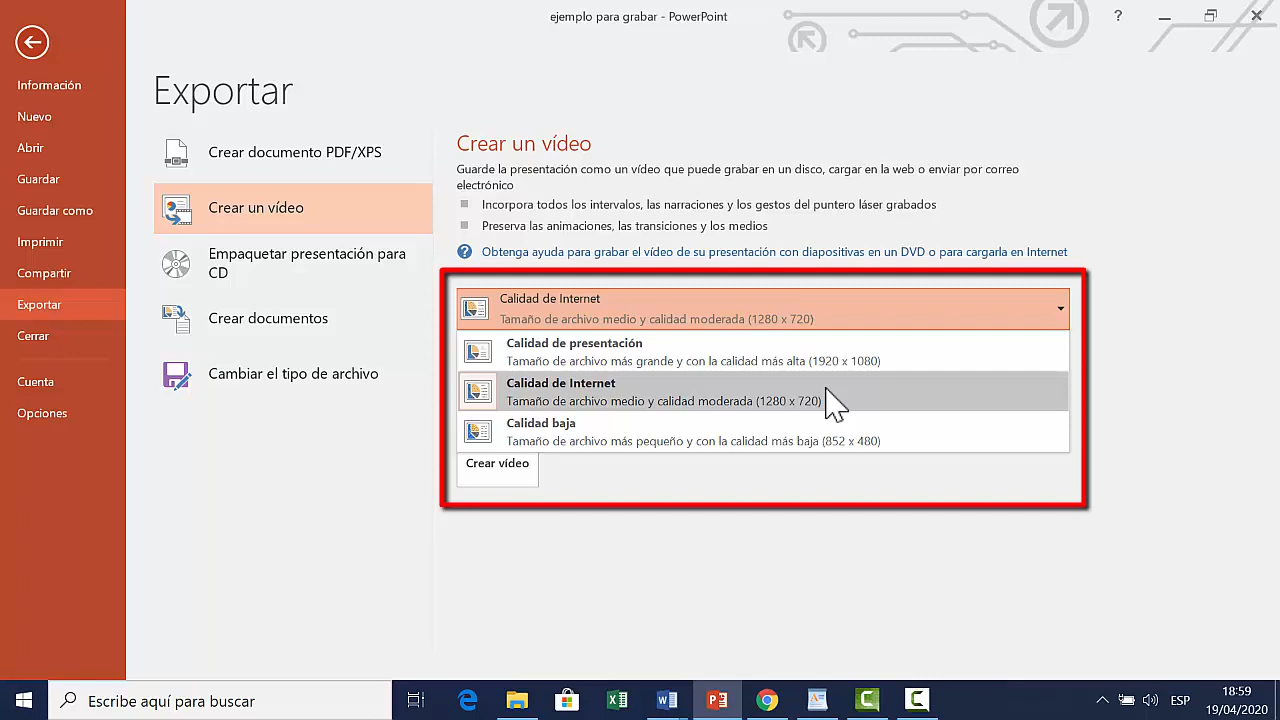 ejemplo para grabar - PowerPoint
?
Información
Nuevo
Abrir
Guardar
Guardar como
Imprimir
Compartir
Exportar
Cerrar
Cuenta
Opciones
Exportar
Crear documento PDF/XPS
Crear un vídeo
Empaquetar presentación para
CD
Crear documentos
Cambiar el tipo de archivo
Crear un vídeo
Guarde la presentación como un vídeo que puede grabar en un disco, cargar en la web o enviar por correo
electrónico
Incorpora todos los intervalos, las narraciones y los gestos del puntero láser grabados
Preserva las animaciones, las transiciones y los medios
Obtenga ayuda para grabar el vídeo de su presentación con diapositivas en un DVD o para cargarla en Internet
Calidad de Internet
Tamaño de archivo medio y calidad moderada (1280 x 720)
Calidad de presentación
Tamaño de archivo más grande y con la calidad más alta (1920 x 1080)
Calidad de Internet
Tamaño de archivo medio y calidad moderada (1280 x 720)
Calidad baja
Tamaño de archivo más pequeño y con la calidad más baja (852 x 480)
Crear vídeo
Escribe aquí para buscar
ESP
18:59
19/04/2020